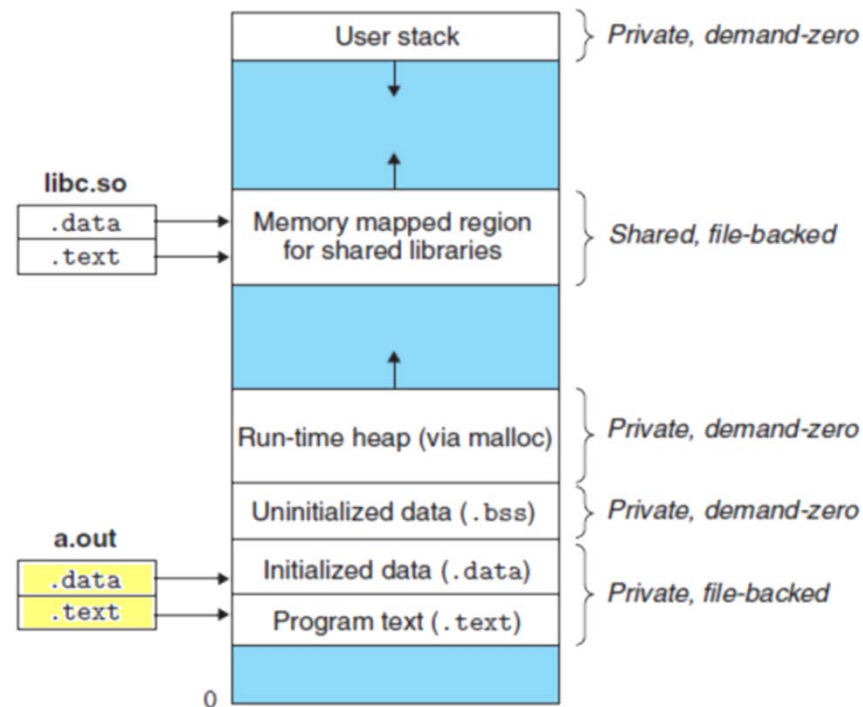 User stack
Private, demand-zero
libc.so
.data
.text
Memory mapped region
for shared libraries
Shared, file-backed
Run-time heap (via malloc)
Private, demand-zero
Uninitialized data (.bss)
Private, demand-zero
a.out
.data
.text
Initialized data (.data)
Program text (.text)
Private, file-backed
0